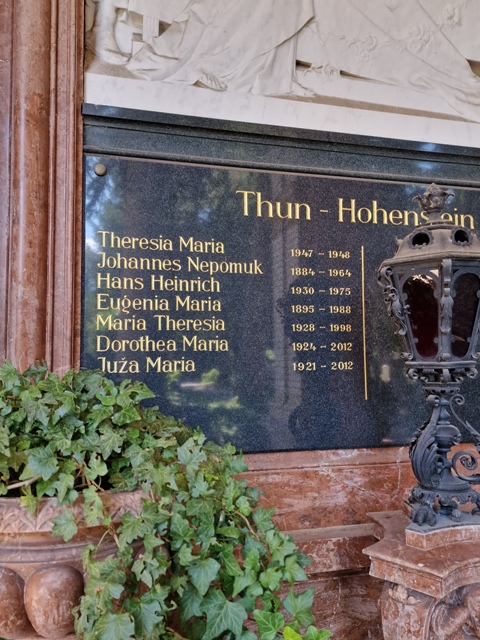 Thun - Hohenstein
Theresia Maria 1947 - 1948
Johannes Nepomuk 1884 - 1964
Hans Heinrich 1930 - 1975
Eugenia Maria 1895 - 1988
Maria Theresia 1928 - 1998
Dorothea Maria 1924 - 2012
Juža Maria 1921 - 2012